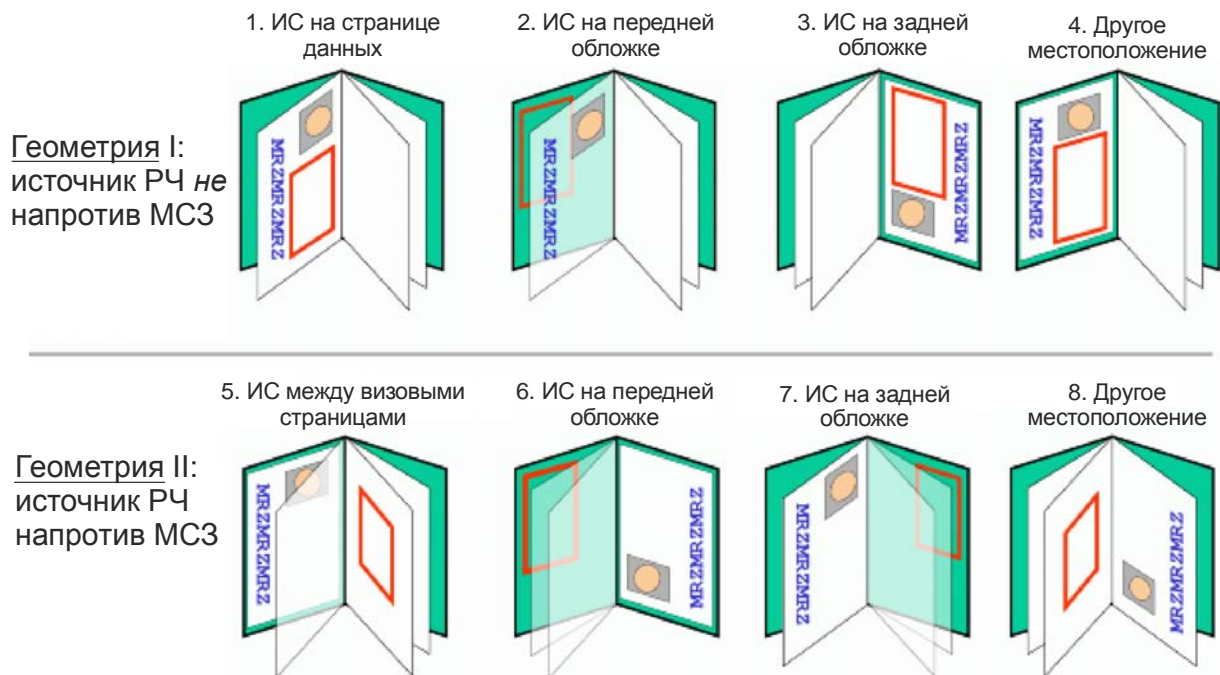 1. ИС на странице
данных
2. ИС на передней
обложке
3. ИС на задней
обложке
4. Другое
местоположение
Геометрия I:
источник РЧ не
напротив МСЗ
MRZMRZMRZ
MRZMRZMRZ
MRZMRZMRZ
MRZMRZMRZ
5. ИС между визовыми
страницами
6. ИС на передней
обложке
7. ИС на задней
обложке
8. Другое
местоположение
Геометрия II:
источник РЧ
напротив МСЗ
MRZMRZMRZ
MRZMRZMRZ
MRZMRZMRZ
MRZMRZMRZ